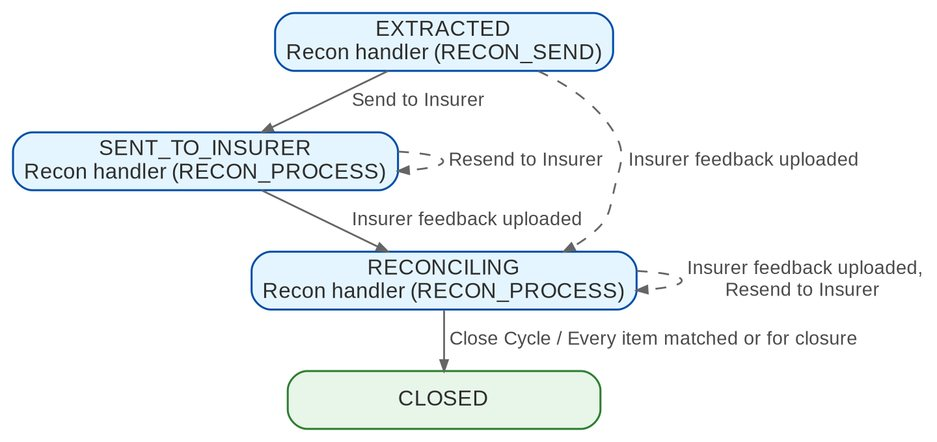 EXTRACTED
Recon handler (RECON_SEND)
Send to Insurer
SENT_TO_INSURER
Recon handler (RECON_PROCESS)
Resend to Insurer
Insurer feedback uploaded
Insurer feedback uploaded
RECONCILING
Recon handler (RECON_PROCESS)
Insurer feedback uploaded,
Resend to Insurer
Close Cycle / Every item matched or for closure
CLOSED